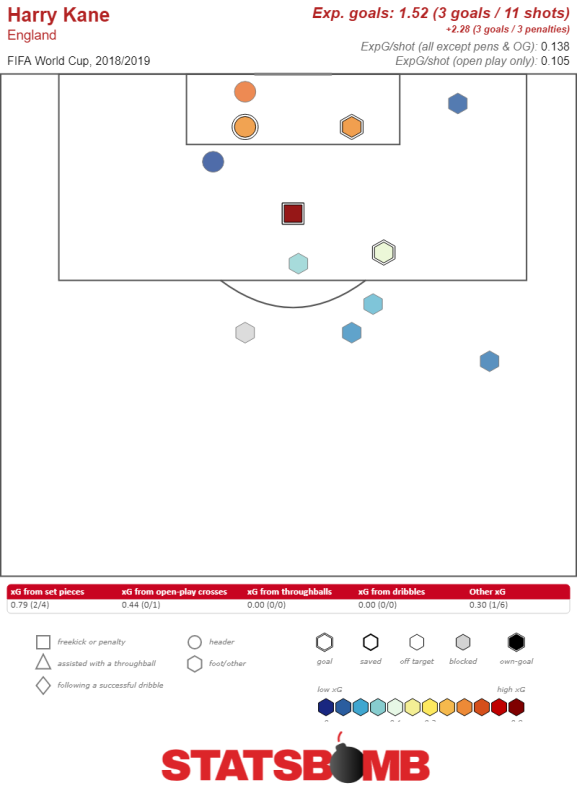 Harry Kane
Exp. goals: 1.52 (3 goals / 11 shots)
England
+2.28 (3 goals / 3 penalties)
ExpG/shot (all except pens & OG): 0.138
FIFA World Cup, 2018/2019
ExpG/shot (open play only): 0.105
xG from set pieces xG from open-play crosses xG from throughballs xG from dribbles Other xG
0.79 (2/4) 0.44 (0/1) 0.00 (0/0) 0.00 (0/0) 0.30 (1/6)
freekick or penalty header
goal saved off target blocked own-goal
assisted with a throughball foot/other
following a successful dribble
low xG high xG
STATSBOMB